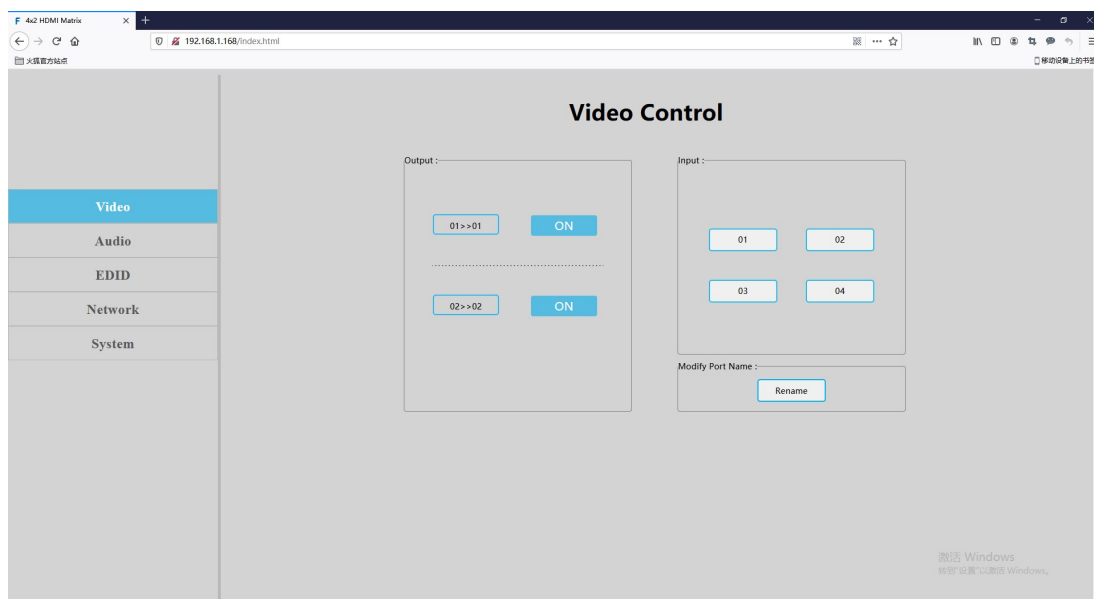 F 4x2 HDMI Matrix
192.168.1.168/index.html
火狐官方站点
移动设备上的书签
Video Control
Video
Audio
EDID
Network
System
Output :
01>>01 ON
02>>02 ON
Input :
01 02
03 04
Modify Port Name :
Rename
激活 Windows
转到"设置"以激活 Windows。